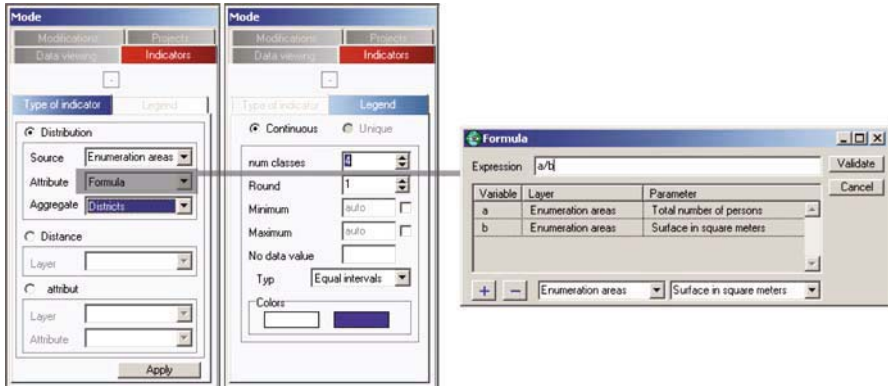 Mode
Modifications Projects
Data viewing Indicators
-
Type of indicator Legend
Distribution
Source Enumeration areas
Attribute Formula
Aggregate Districts
Distance
Layer
attribut
Layer
Attribute
Apply
Mode
Modifications Projects
Data viewing Indicators
-
Type of indicator Legend
Continuous Unique
num classes 4
Round 1
Minimum auto
Maximum auto
No data value
Typ Equal intervals
Colors
Formula
Expression a/b Validate
Cancel
Variable Layer Parameter
a Enumeration areas Total number of persons
b Enumeration areas Surface in square meters
+ - Enumeration areas Surface in square meters